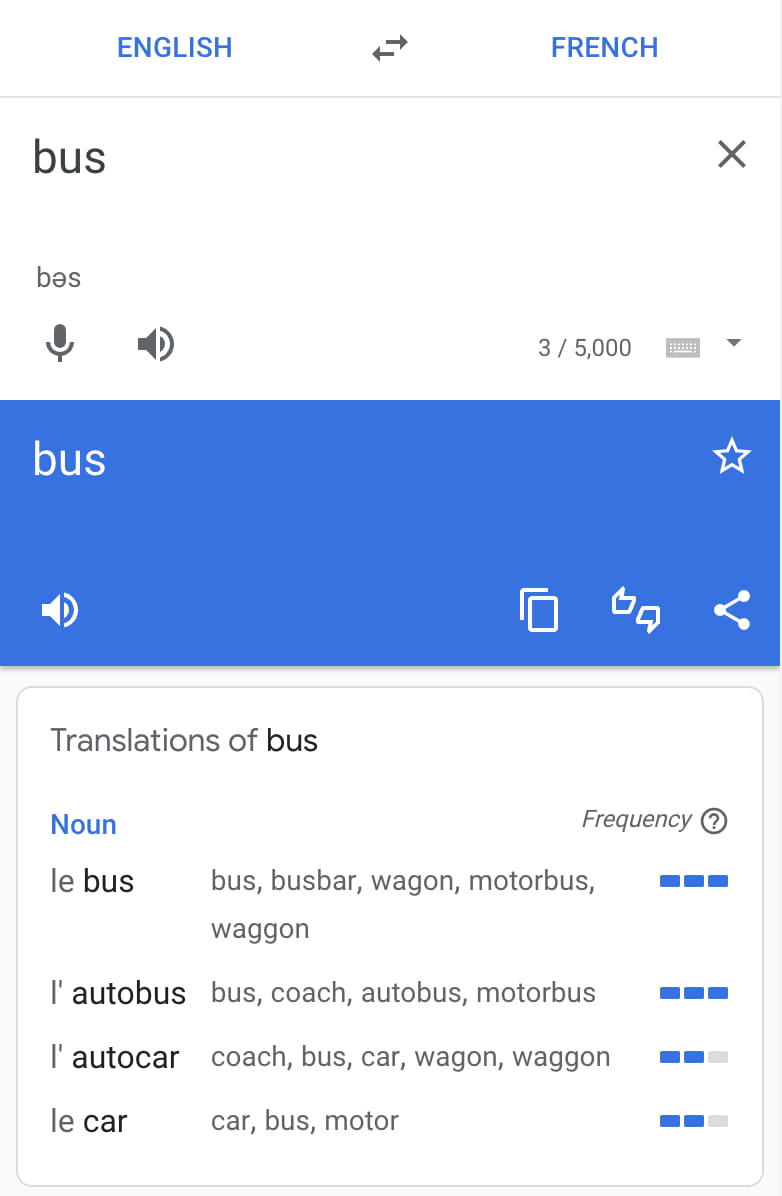 ENGLISH FRENCH
bus
bəs
3 / 5,000
bus
Translations of bus
Noun Frequency
le bus bus, busbar, wagon, motorbus,
waggon
l' autobus bus, coach, autobus, motorbus
l' autocar coach, bus, car, wagon, waggon
le car car, bus, motor